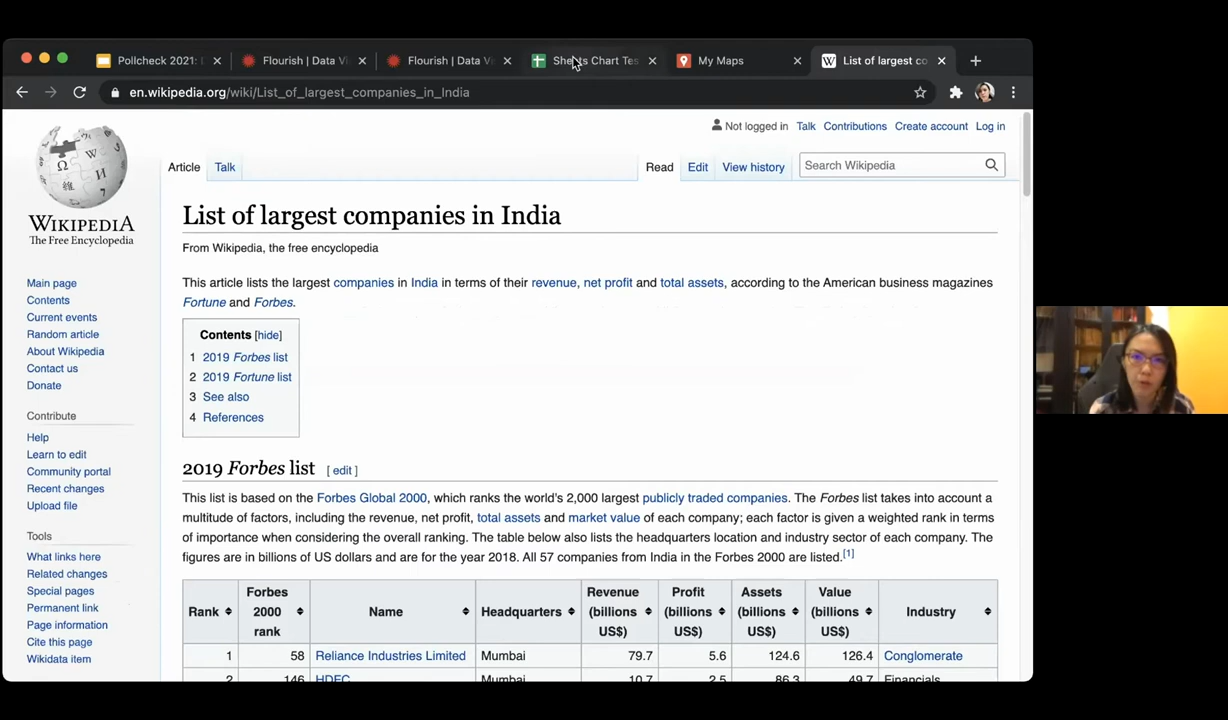 Pollcheck 2021:
Flourish | Data Vi
Flourish | Data Vi
Sheets Chart Tes
My Maps
List of largest co
en.wikipedia.org/wiki/List_of_largest_companies_in_India
Not logged in Talk Contributions Create account Log in
Article Talk Read Edit View history Search Wikipedia
WIKIPEDIA
The Free Encyclopedia
Main page
Contents
Current events
Random article
About Wikipedia
Contact us
Donate
Contribute
Help
Learn to edit
Community portal
Recent changes
Upload file
Tools
What links here
Related changes
Special pages
Permanent link
Page information
Cite this page
Wikidata item
List of largest companies in India
From Wikipedia, the free encyclopedia
This article lists the largest companies in India in terms of their revenue, net profit and total assets, according to the American business magazines
Fortune and Forbes.
Contents [hide]
1 2019 Forbes list
2 2019 Fortune list
3 See also
4 References
2019 Forbes list [ edit ]
This list is based on the Forbes Global 2000, which ranks the world's 2,000 largest publicly traded companies. The Forbes list takes into account a
multitude of factors, including the revenue, net profit, total assets and market value of each company; each factor is given a weighted rank in terms
of importance when considering the overall ranking. The table below also lists the headquarters location and industry sector of each company. The
figures are in billions of US dollars and are for the year 2018. All 57 companies from India in the Forbes 2000 are listed.[1]
Rank Forbes 2000 rank Name Headquarters Revenue (billions US$) Profit (billions US$) Assets (billions US$) Value (billions US$) Industry
1 58 Reliance Industries Limited Mumbai 79.7 5.6 124.6 126.4 Conglomerate
2 146 HDFC Mumbai 10.7 2.5 86.3 49.7 Financials